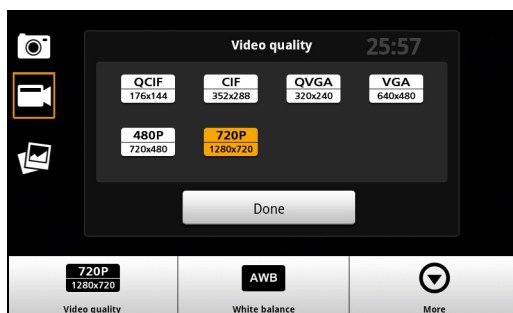 Video quality 25:57
QCIF CIF QVGA VGA
176x144 352x288 320x240 640x480
480P 720P
720x480 1280x720
Done
720P
1280x720 AWB
Video quality White balance More